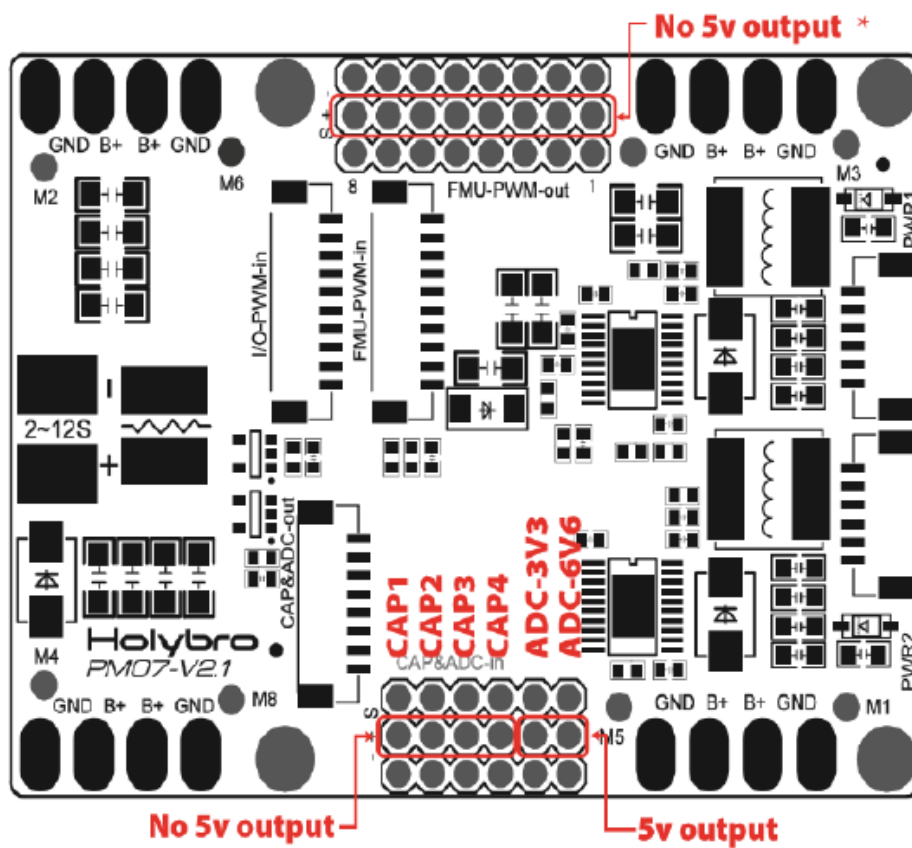 No 5v output *
GND B+ B+ GND
- + S
GND B+ B+ GND
M2
M6
8
FMU-PWM-out
1
M3
PWR1
I/O-PWM-in
FMU-PWM-in
-
2~12S
+
CAP&ADC-out
CAP1
CAP2
CAP3
CAP4
ADC-3V3
ADC-6V6
Holybro
PM07-V2.1
CAP&ADC-in
M4
PWR2
GND B+ B+ GND
M8
S + -
M5
GND B+ B+ GND
M1
No 5v output
5v output